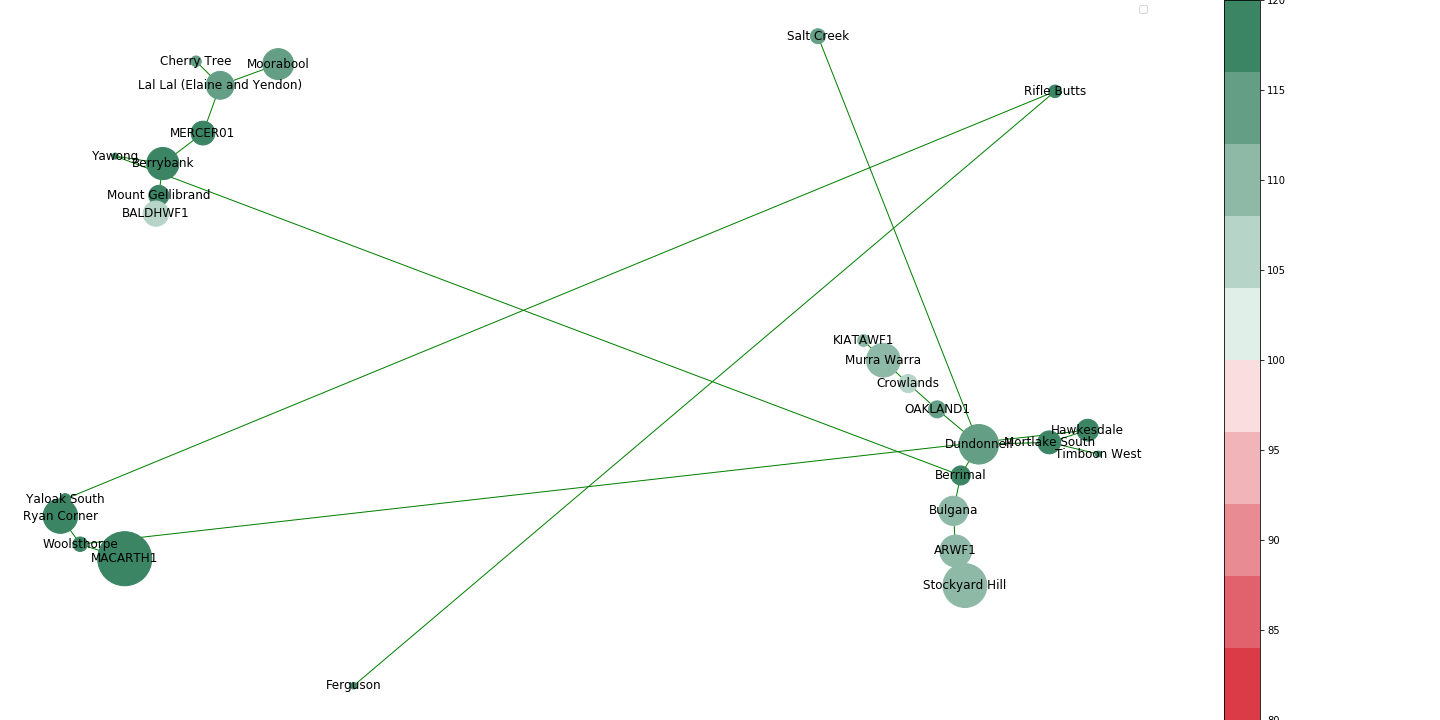 Salt Creek
Cherry Tree
Moorabool
Lal Lal (Elaine and Yendon)
Rifle Butts
MERCER01
Yawong
Berrybank
Mount Gellibrand
BALDHWF1
KIATAWF1
Murra Warra
Crowlands
OAKLAND1
Hawkesdale
Dundonnell
Mortlake South
Timboon West
Berrimal
Yaloak South
Bulgana
Ryan Corner
Woolsthorpe
ARWF1
MACARTH1
Stockyard Hill
Ferguson
120
115
110
105
100
95
90
85
80